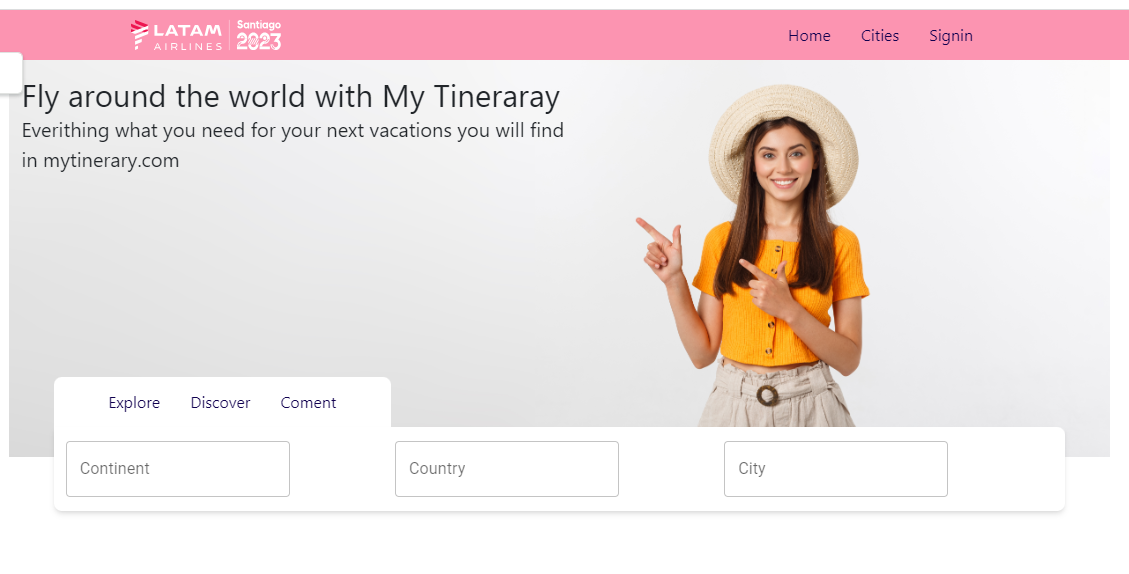 LATAM AIRLINES Santiago 2023
Home Cities Signin
Fly around the world with My Tineraray
Everithing what you need for your next vacations you will find
in mytinerary.com
Explore Discover Coment
Continent Country City